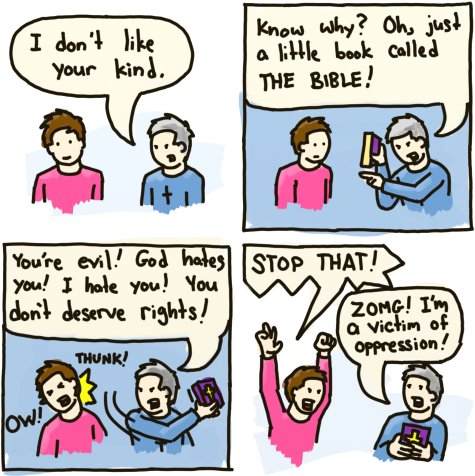 I don't like
your kind.
Know why? Oh, just
a little book called
THE BIBLE!
You're evil! God hates
you! I hate you! You
don't deserve rights!
THUNK!
OW!
STOP THAT!
ZOMG! I'm
a victim of
oppression!